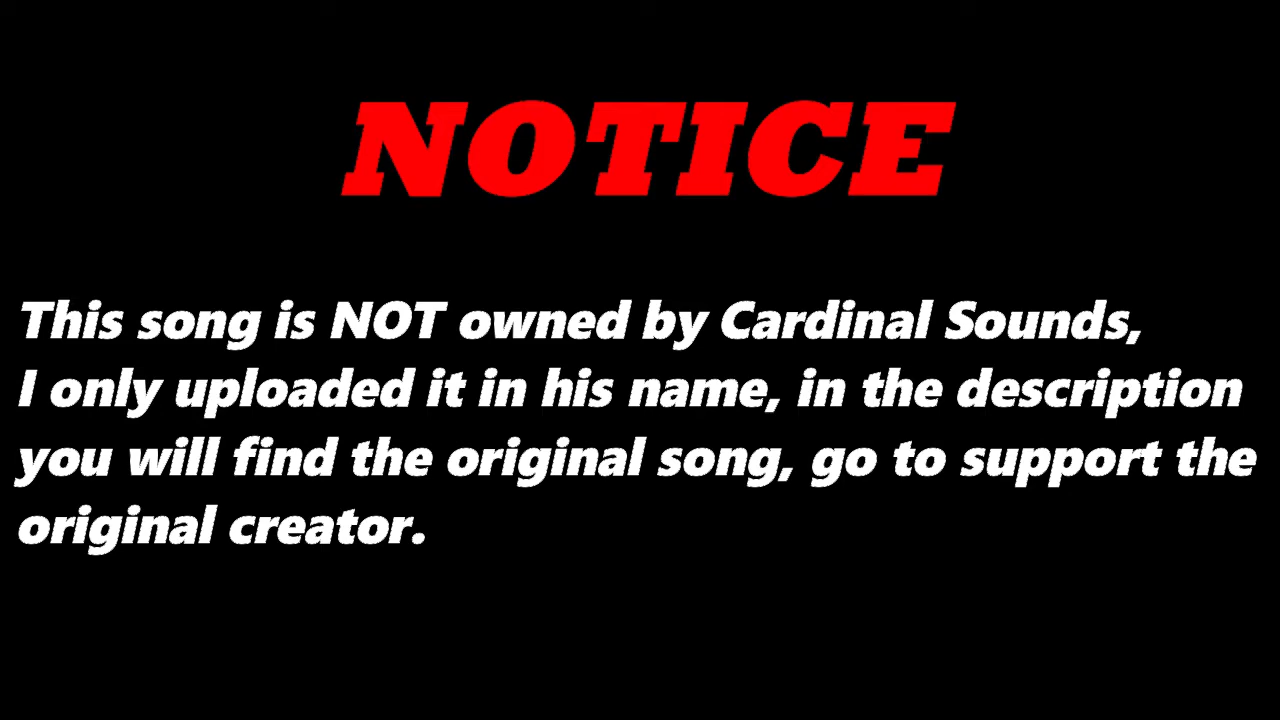 NOTICE
This song is NOT owned by Cardinal Sounds,
I only uploaded it in his name, in the description
you will find the original song, go to support the
original creator.